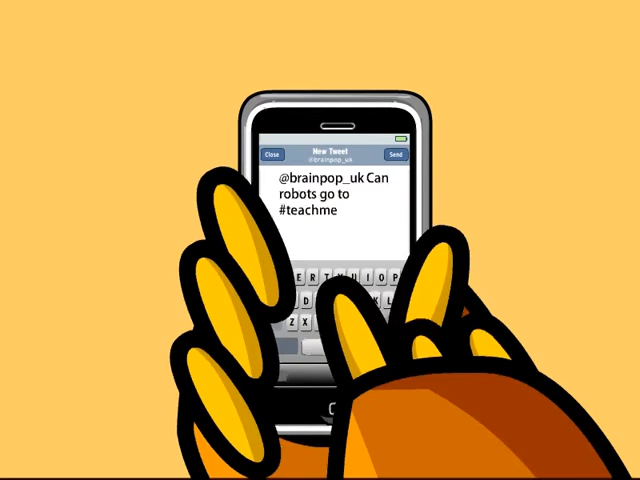 Close
New Tweet
Send
@brainpop_uk
@brainpop_uk Can
robots go to
#teachme
E R T Y U I O P
D K L
Z X